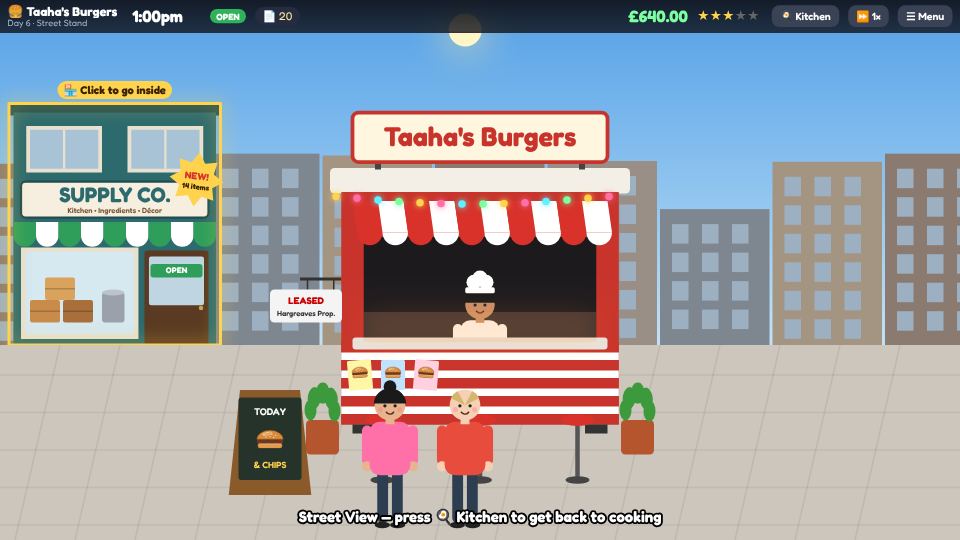 Taaha's Burgers
Day 6 · Street Stand
1:00pm
OPEN
20
£640.00
Kitchen
1x
Menu
Click to go inside
NEW!
14 items
SUPPLY CO.
Kitchen • Ingredients • Décor
OPEN
Taaha's Burgers
LEASED
Hargreaves Prop.
TODAY
& CHIPS
Street View — press 🍳 Kitchen to get back to cooking